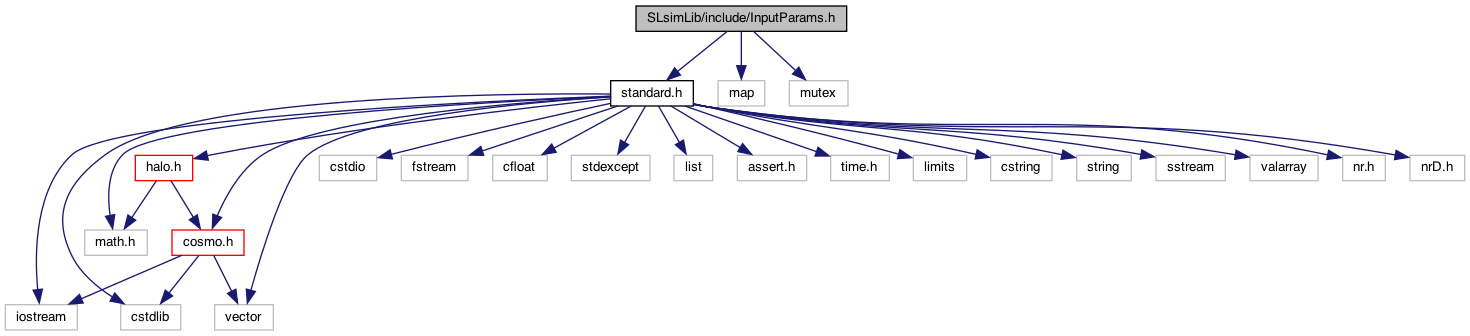 SLsimLib/include/InputParams.h
standard.h
map
mutex
halo.h
cstdio
fstream
cfloat
stdexcept
list
assert.h
time.h
limits
cstring
string
sstream
valarray
nr.h
nrD.h
math.h
cosmo.h
iostream
cstdlib
vector